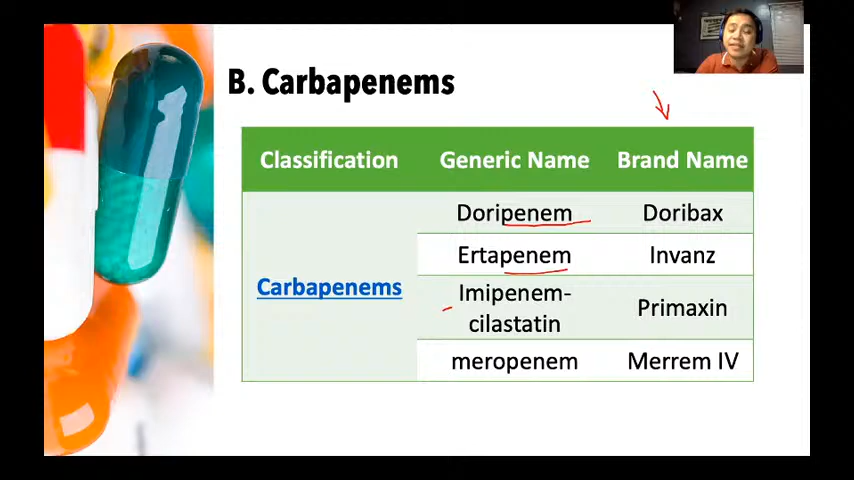 B. Carbapenems
Classification Generic Name Brand Name
Doripenem Doribax
Ertapenem Invanz
Carbapenems
Imipenem-
cilastatin
Primaxin
meropenem Merrem IV